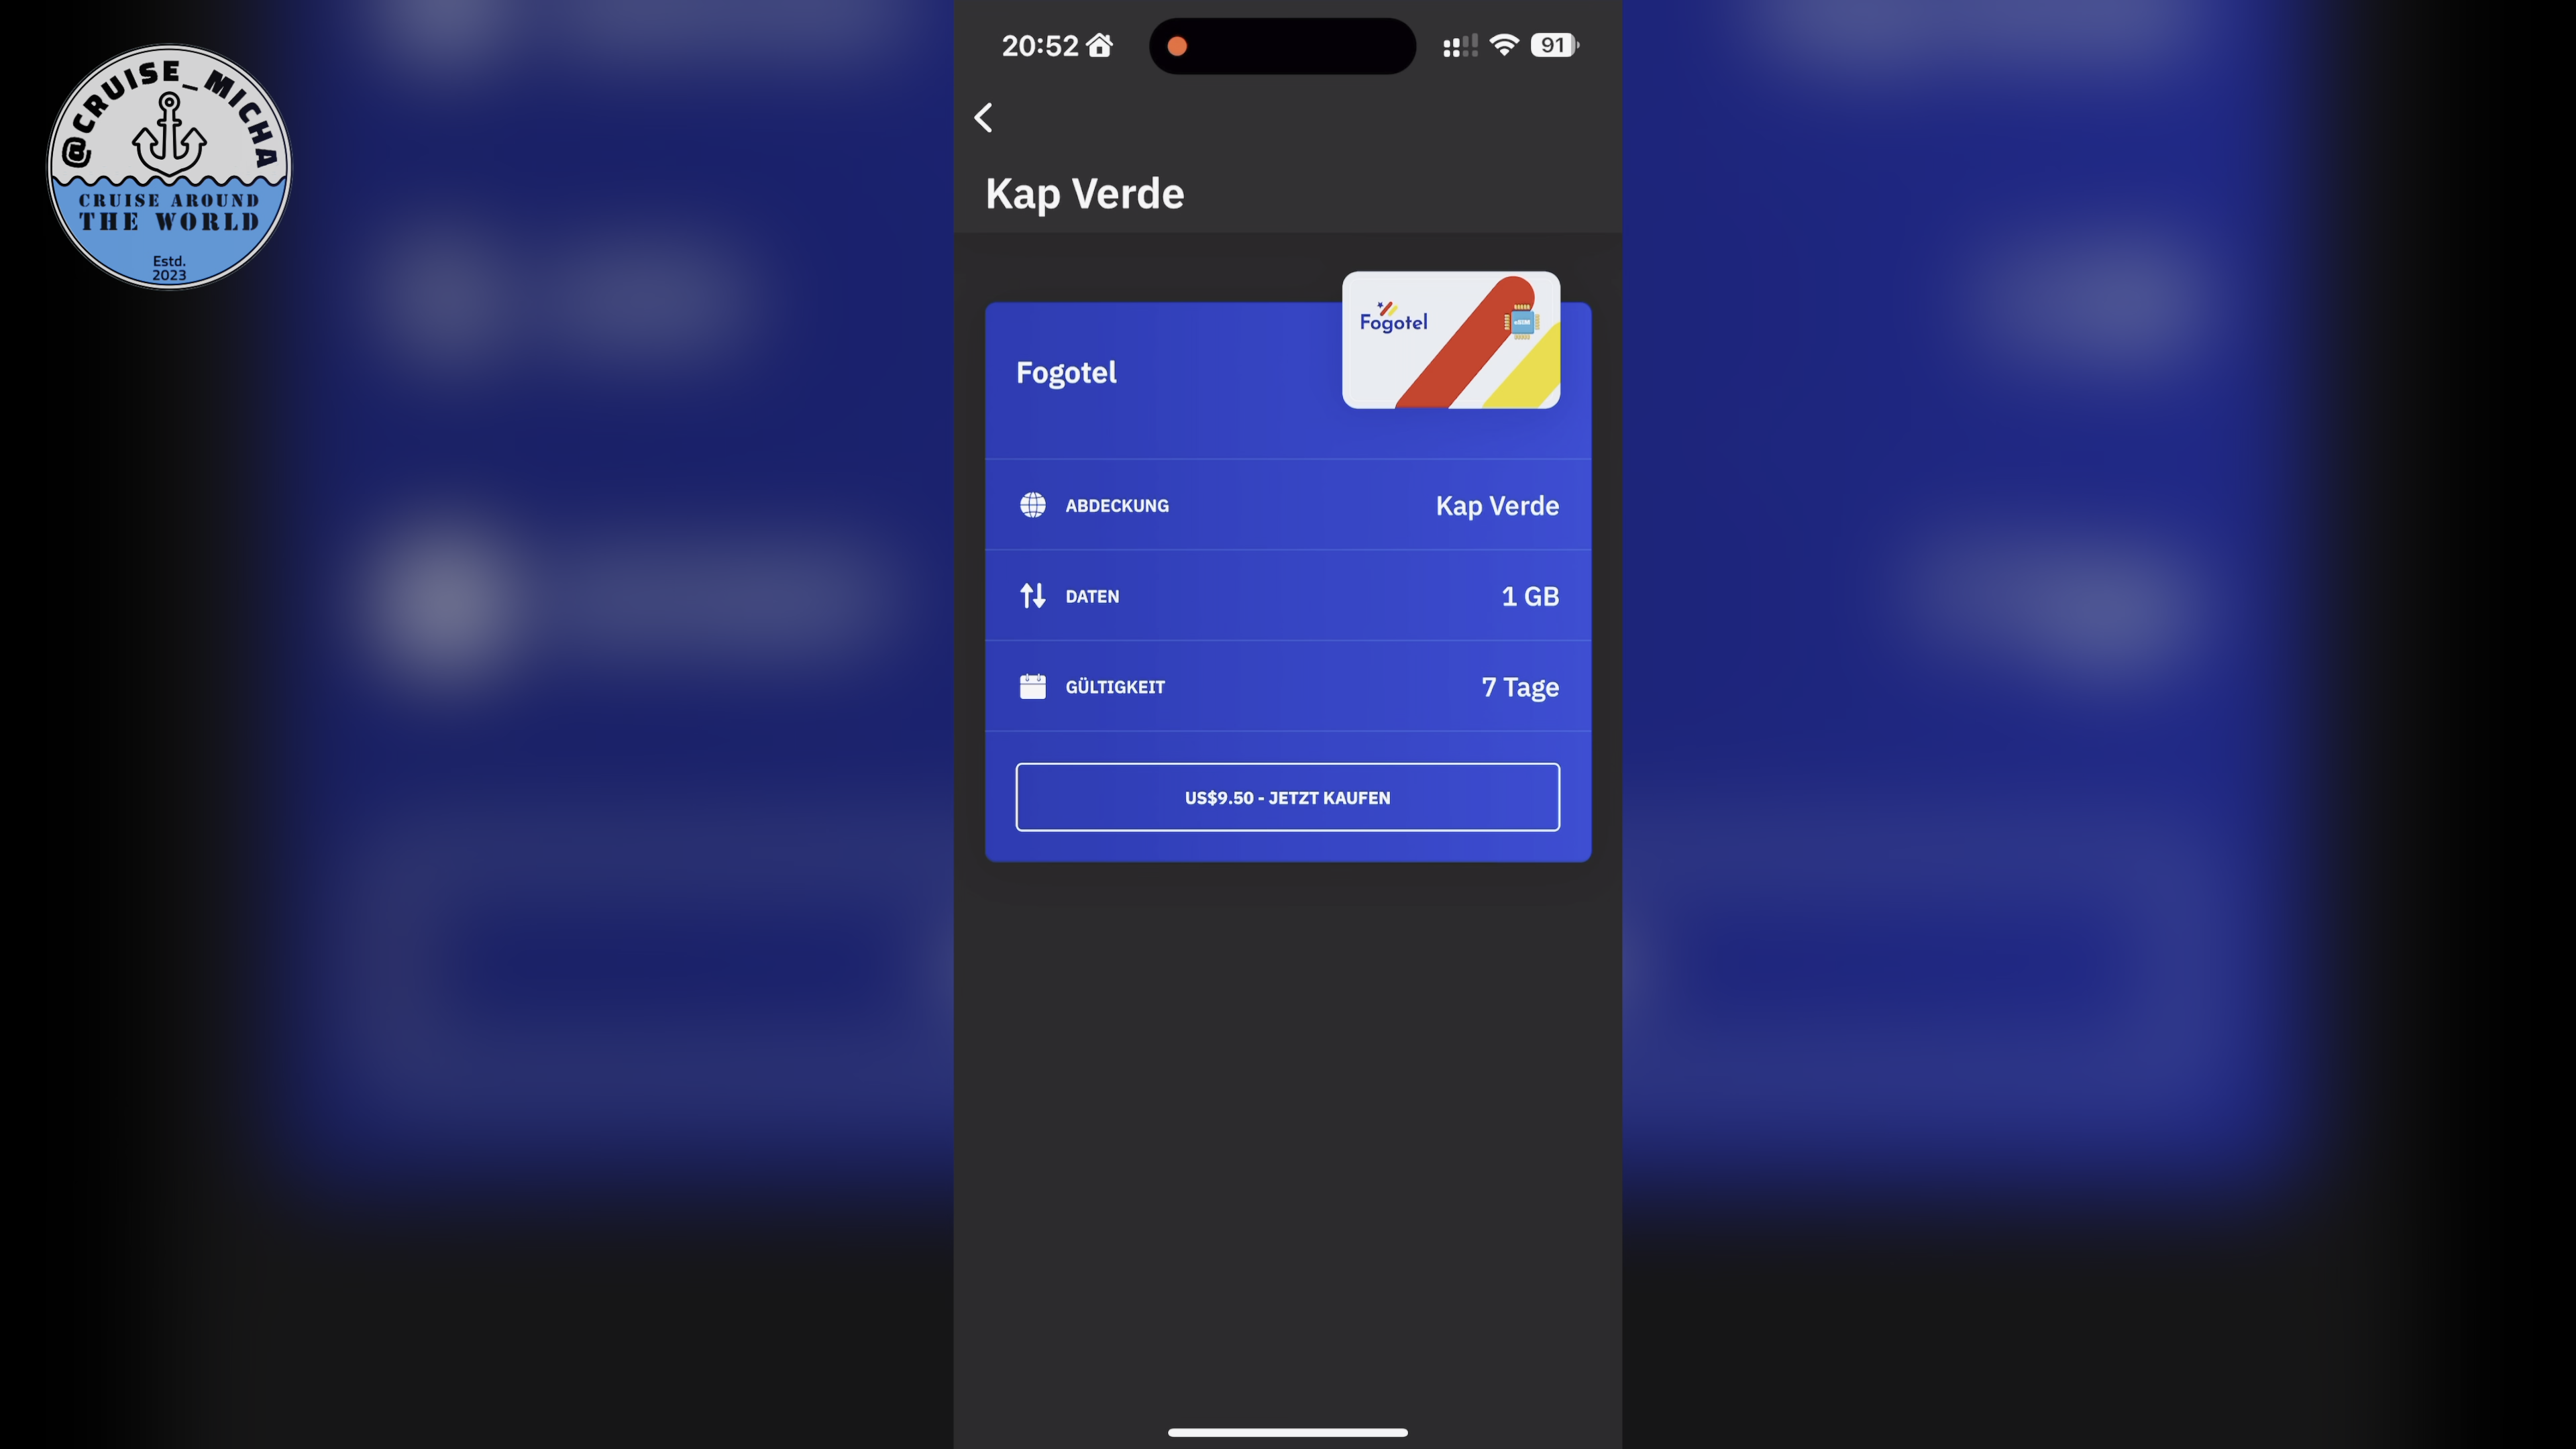 @CRUISE_MICHA
CRUISE AROUND
THE WORLD
Estd.
2023
20:52
91
Kap Verde
Fogotel
Fogotel
eSIM
ABDECKUNG
Kap Verde
DATEN
1 GB
GÜLTIGKEIT
7 Tage
US$9.50 - JETZT KAUFEN